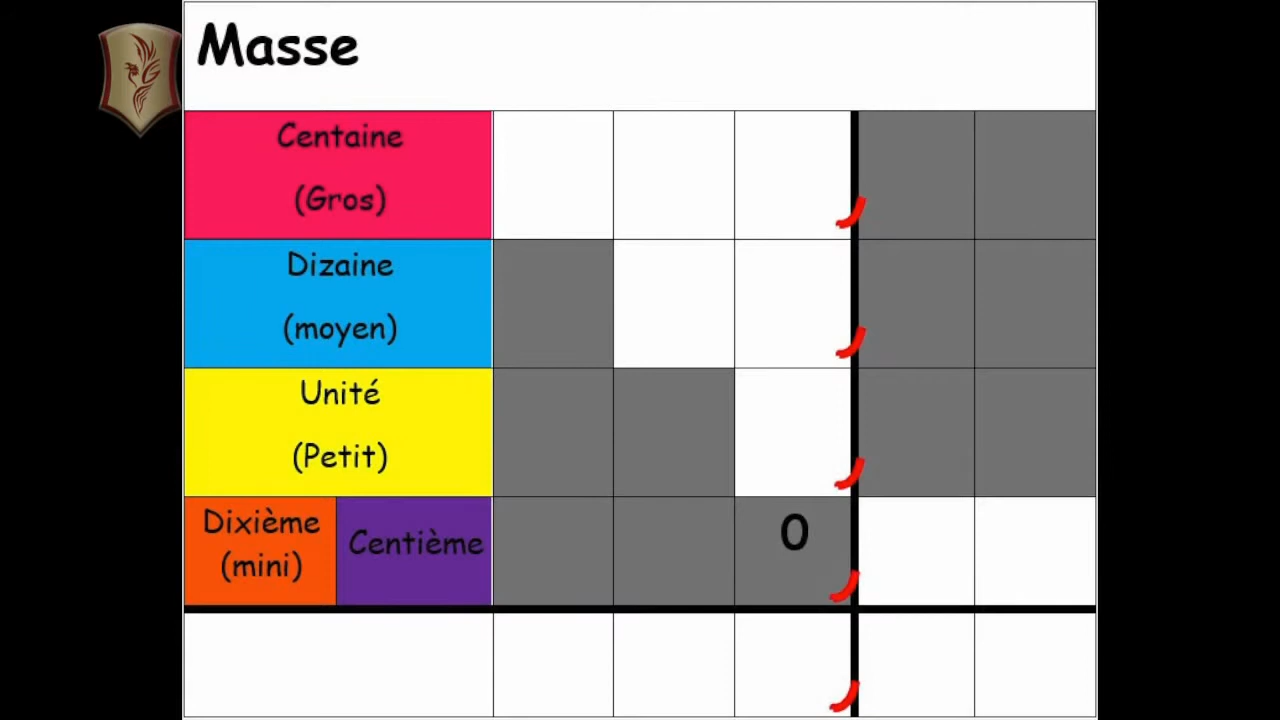 Masse
Centaine
(Gros)
,
Dizaine
(moyen)
,
Unité
(Petit)
,
Dixième
(mini)
Centième
0
,
,